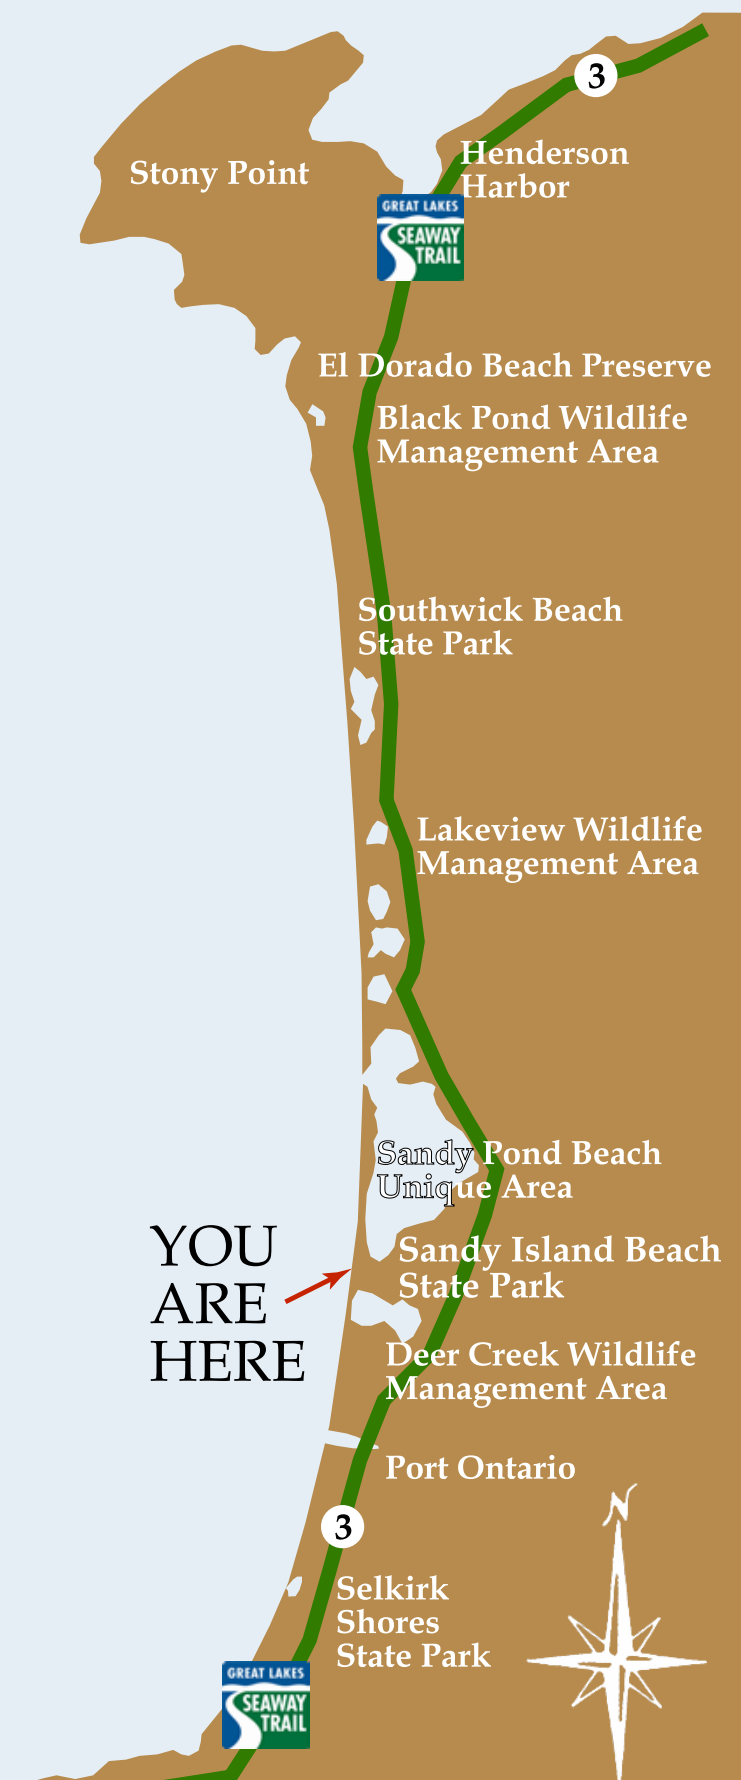 3
Henderson
Harbor
Stony Point
GREAT LAKES
SEAWAY
TRAIL
El Dorado Beach Preserve
Black Pond Wildlife
Management Area
Southwick Beach
State Park
Lakeview Wildlife
Management Area
Sandy Pond Beach
Unique Area
YOU
ARE
HERE
Sandy Island Beach
State Park
Deer Creek Wildlife
Management Area
Port Ontario
N
3
Selkirk
Shores
State Park
GREAT LAKES
SEAWAY
TRAIL